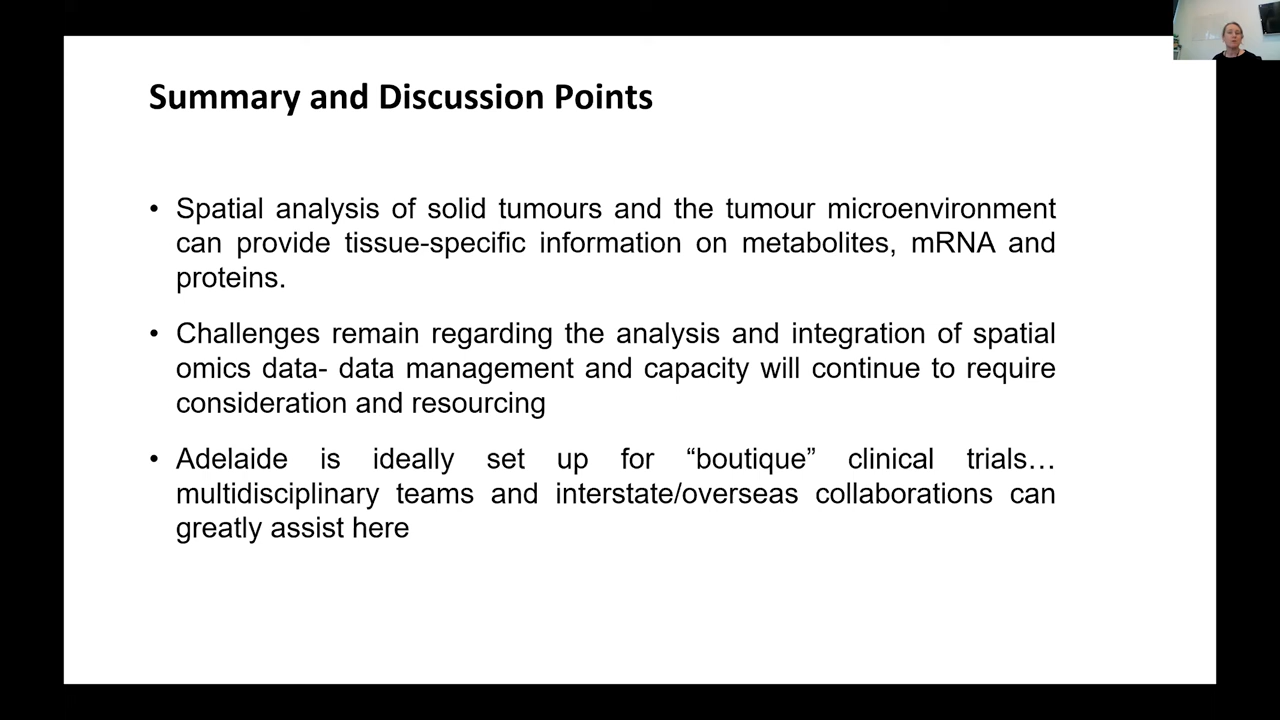 Summary and Discussion Points
• Spatial analysis of solid tumours and the tumour microenvironment
can provide tissue-specific information on metabolites, mRNA and
proteins.
• Challenges remain regarding the analysis and integration of spatial
omics data- data management and capacity will continue to require
consideration and resourcing
• Adelaide is ideally set up for “boutique” clinical trials…
multidisciplinary teams and interstate/overseas collaborations can
greatly assist here